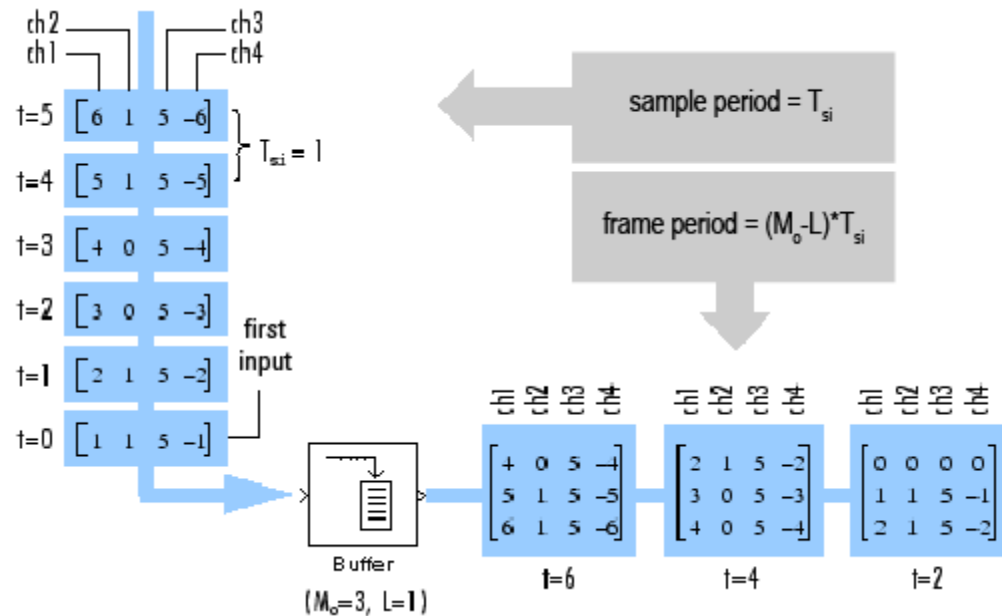 ch2 ch3
ch1 ch4
t=5 [6 1 5 −6]
T_si = 1
t=4 [5 1 5 −5]
t=3 [4 0 5 −4]
t=2 [3 0 5 −3]
t=1 [2 1 5 −2]
t=0 [1 1 5 −1]
first
input
sample period = T_si
frame period = (M_o-L)*T_si
Buffer
(M_o=3, L=1)
ch1 ch2 ch3 ch4
4 0 5 −4
5 1 5 −5
6 1 5 −6
t=6
ch1 ch2 ch3 ch4
2 1 5 −2
3 0 5 −3
4 0 5 −4
t=4
ch1 ch2 ch3 ch4
0 0 0 0
1 1 5 −1
2 1 5 −2
t=2